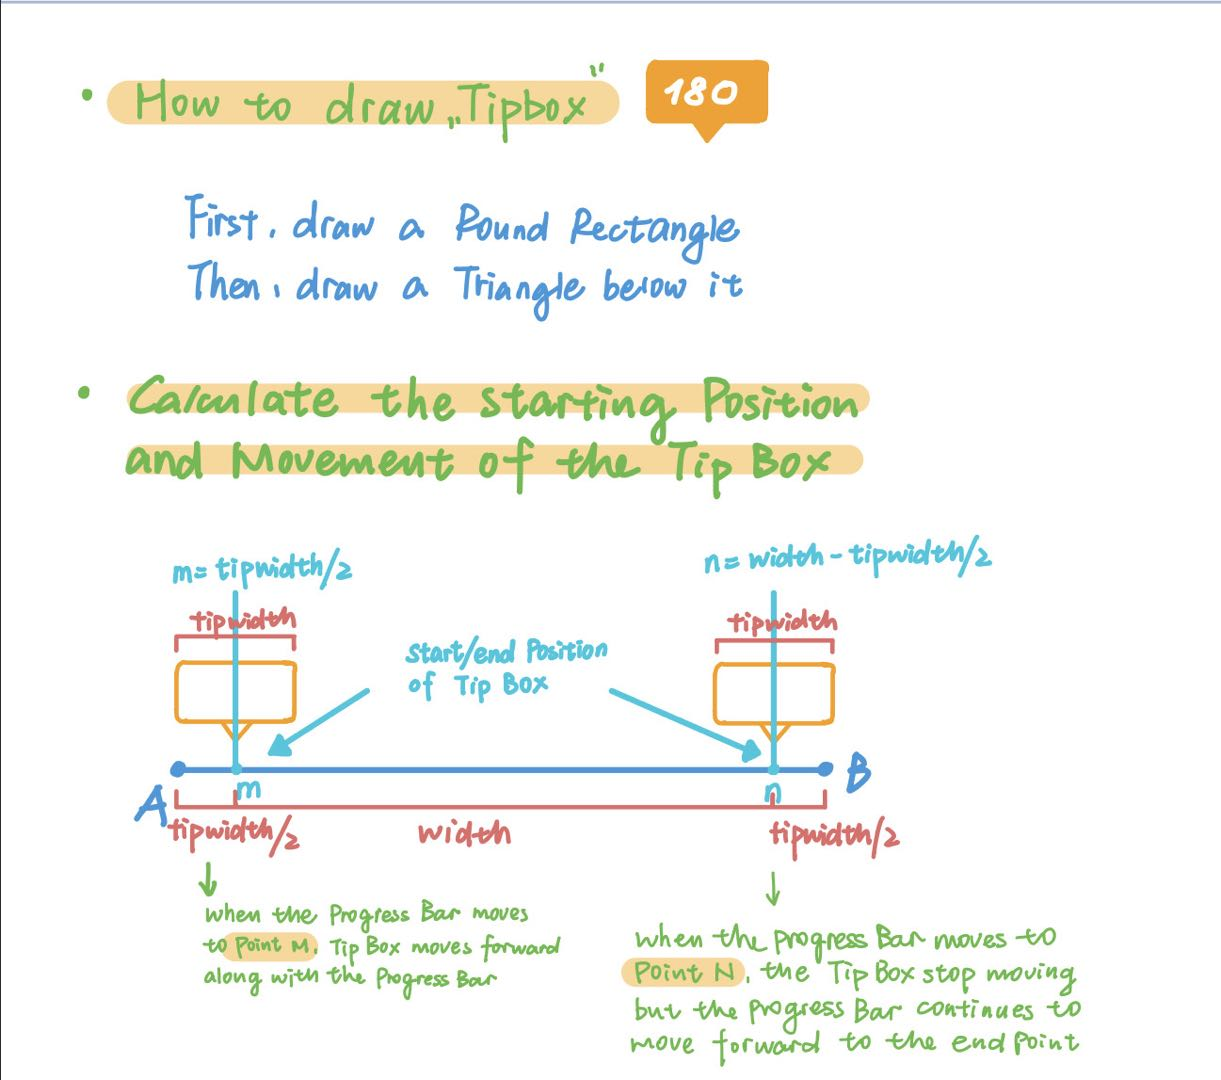 How to draw „Tipbox"
180
First, draw a Round Rectangle
Then, draw a Triangle below it
Calculate the starting Position
and Movement of the Tip Box
m = tipwidth/2
n = width - tipwidth/2
tipwidth
tipwidth
Start/end Position
of Tip Box
A
m
n
B
tipwidth/2
width
tipwidth/2
when the Progress Bar moves
to Point M, Tip Box moves forward
along with the Progress Bar
when the progress Bar moves to
Point N, the Tip Box stop moving
but the Progress Bar continues to
move forward to the end Point